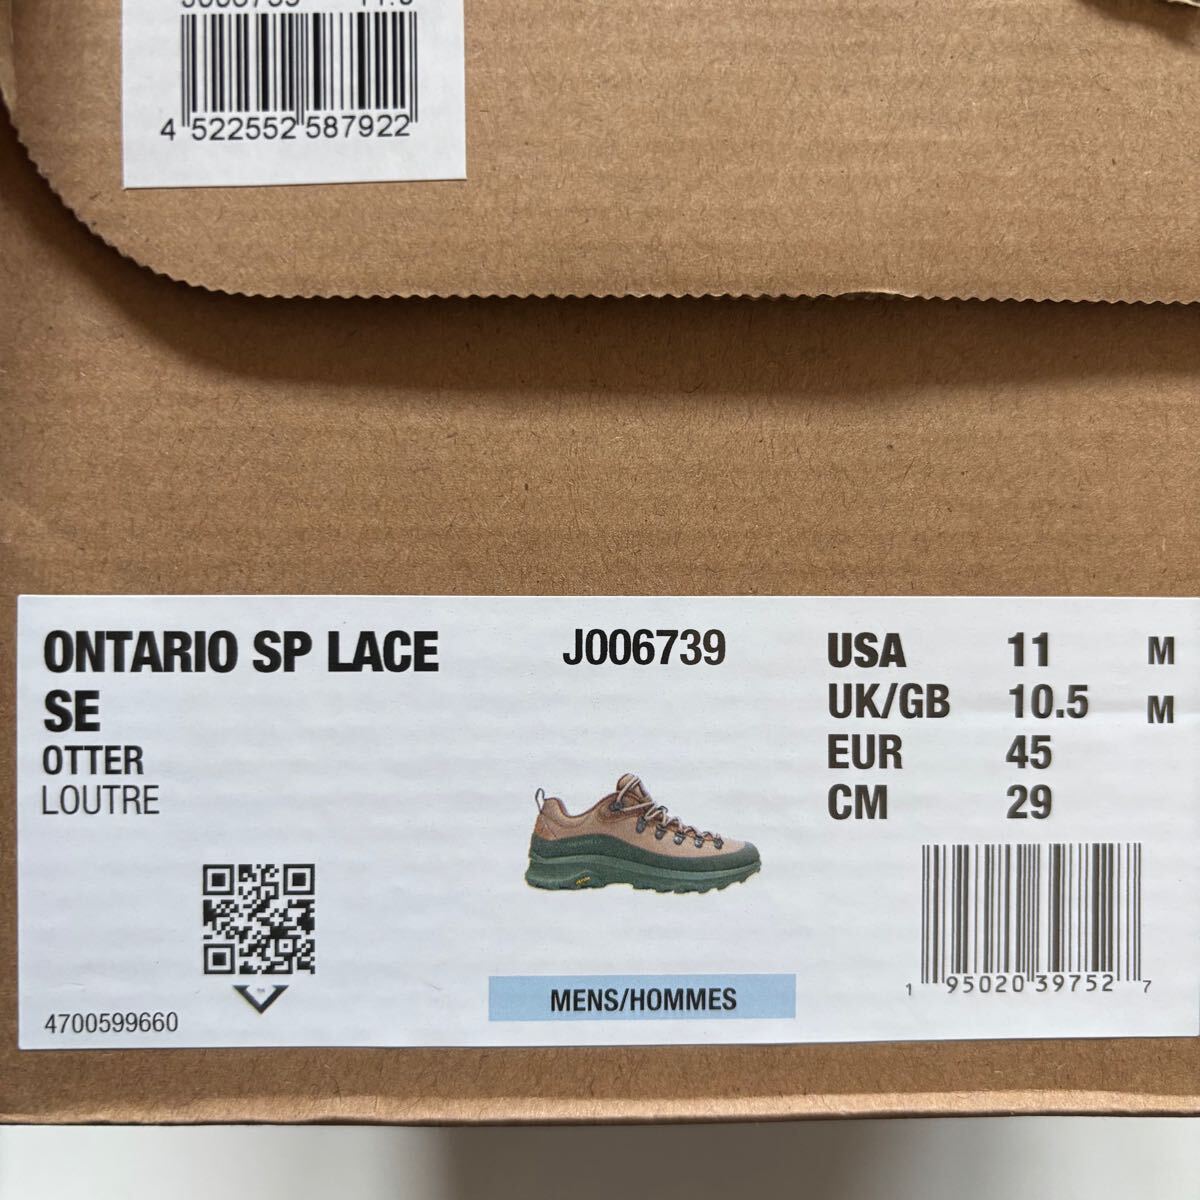 4 522552 587922
ONTARIO SP LACE
SE
OTTER
LOUTRE
J006739
USA 11 M
UK/GB 10.5 M
EUR 45
CM 29
MENS/HOMMES
1 95020 39752 7
4700599660